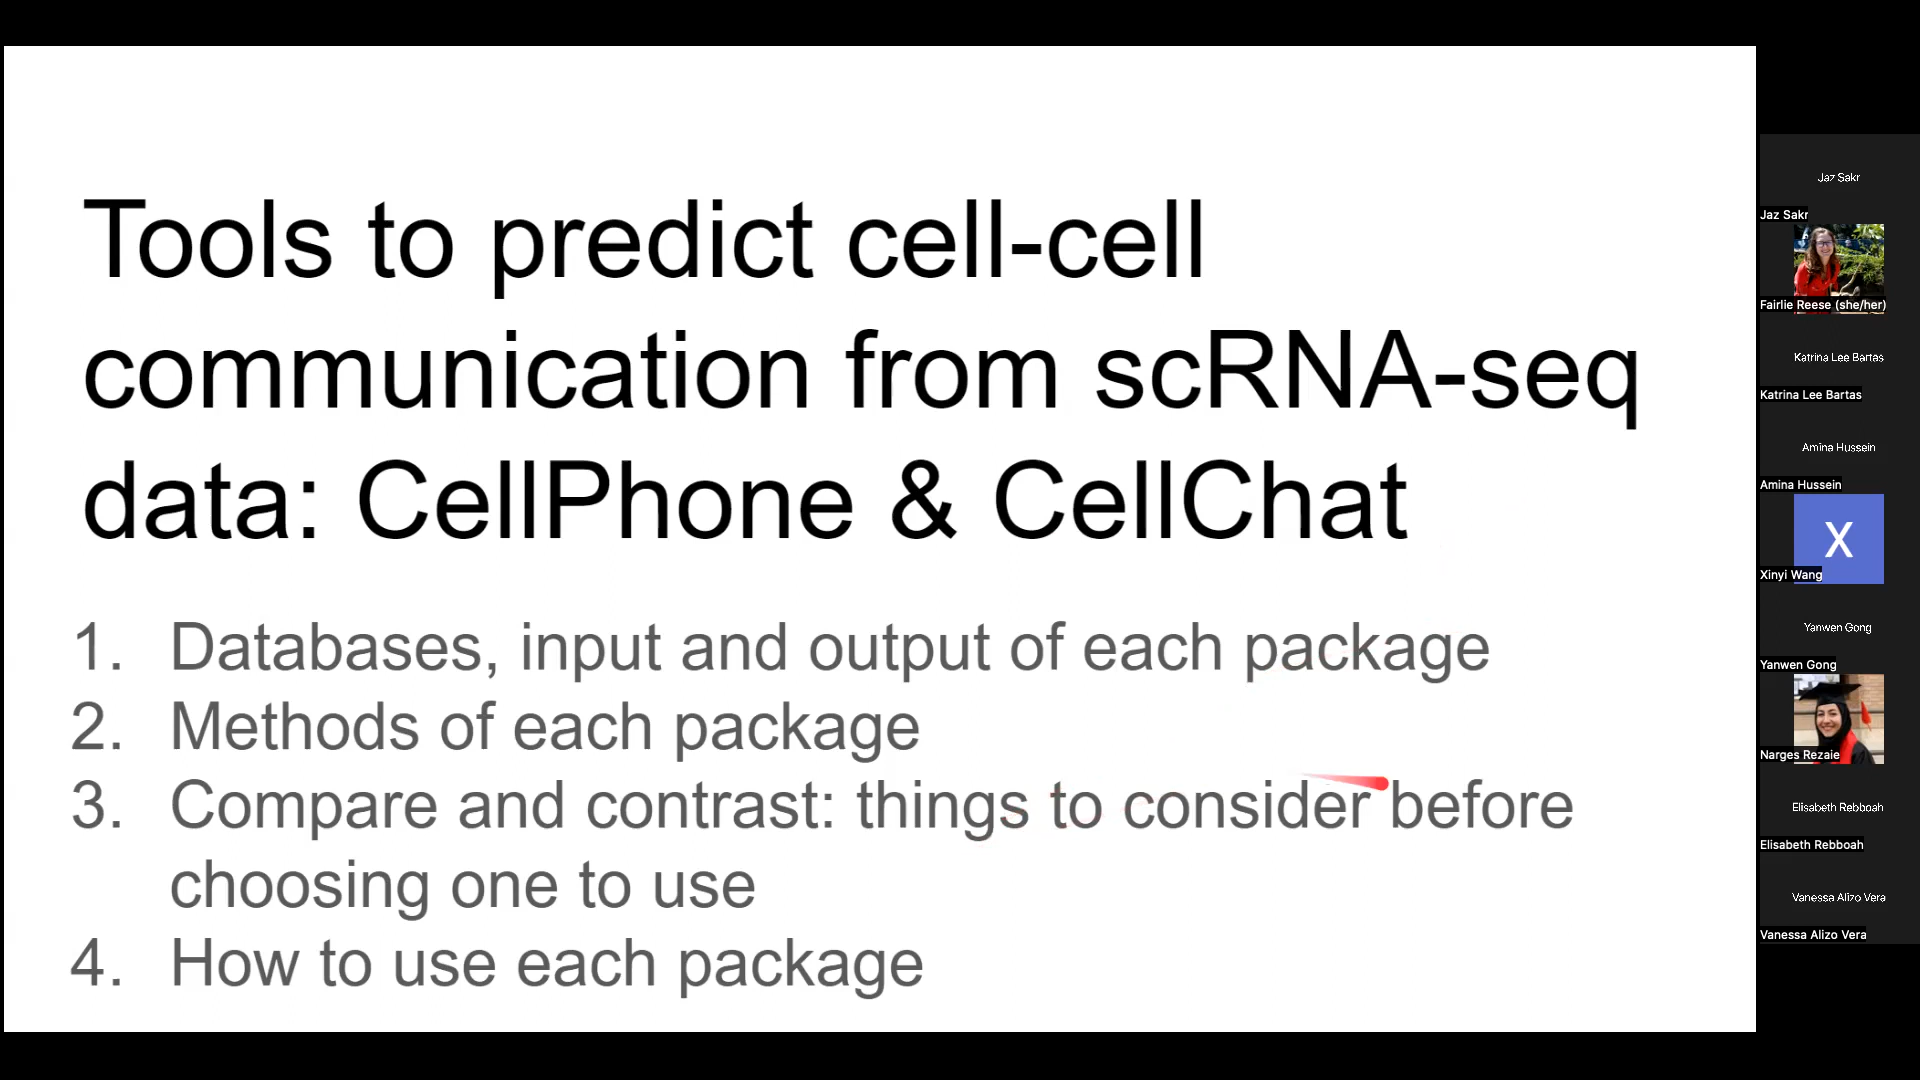 Tools to predict cell-cell
communication from scRNA-seq
data: CellPhone & CellChat
1. Databases, input and output of each package
2. Methods of each package
3. Compare and contrast: things to consider before
choosing one to use
4. How to use each package
Jaz Sakr
Jaz Sakr
Fairlie Reese (she/her)
Katrina Lee Bartas
Katrina Lee Bartas
Amina Hussein
Amina Hussein
X
Xinyi Wang
Yanwen Gong
Yanwen Gong
Narges Rezaie
Elisabeth Rebboah
Elisabeth Rebboah
Vanessa Alizo Vera
Vanessa Alizo Vera